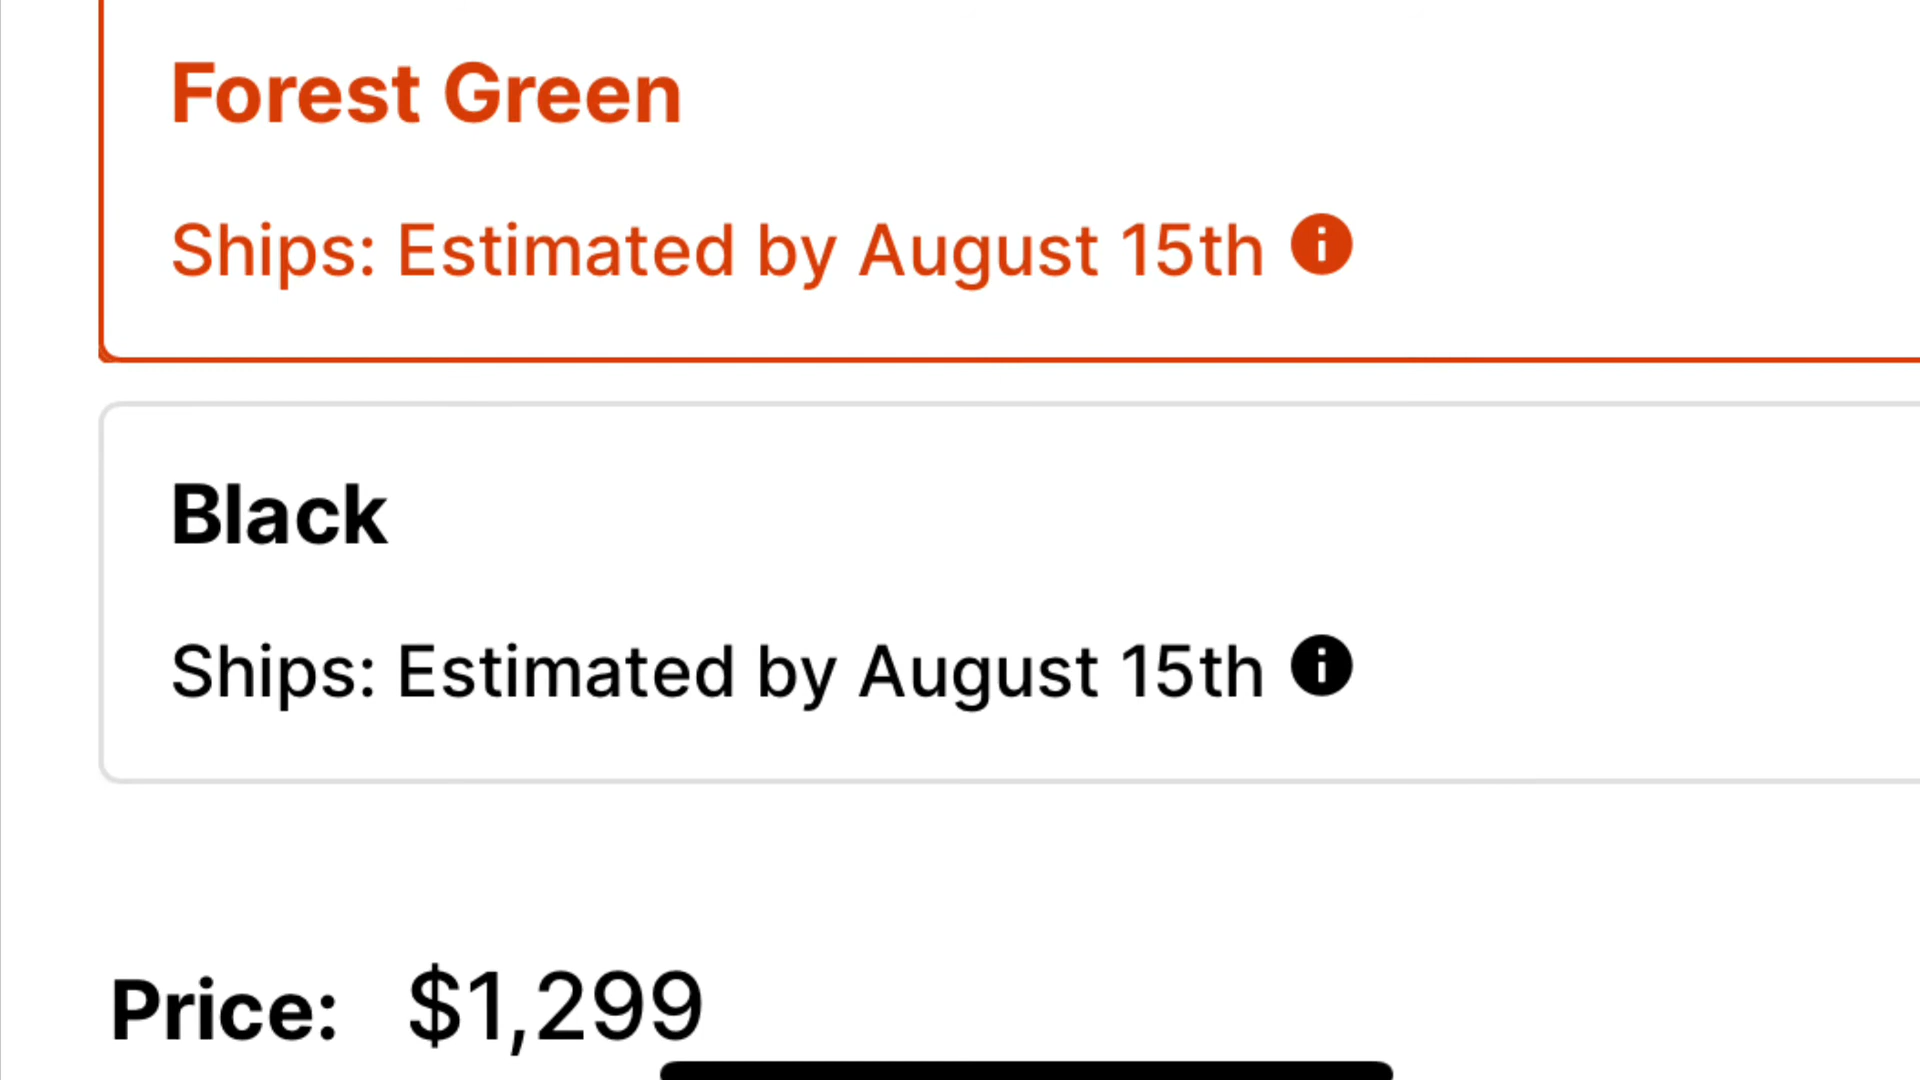 Forest Green
Ships: Estimated by August 15th
Black
Ships: Estimated by August 15th
Price: $1,299